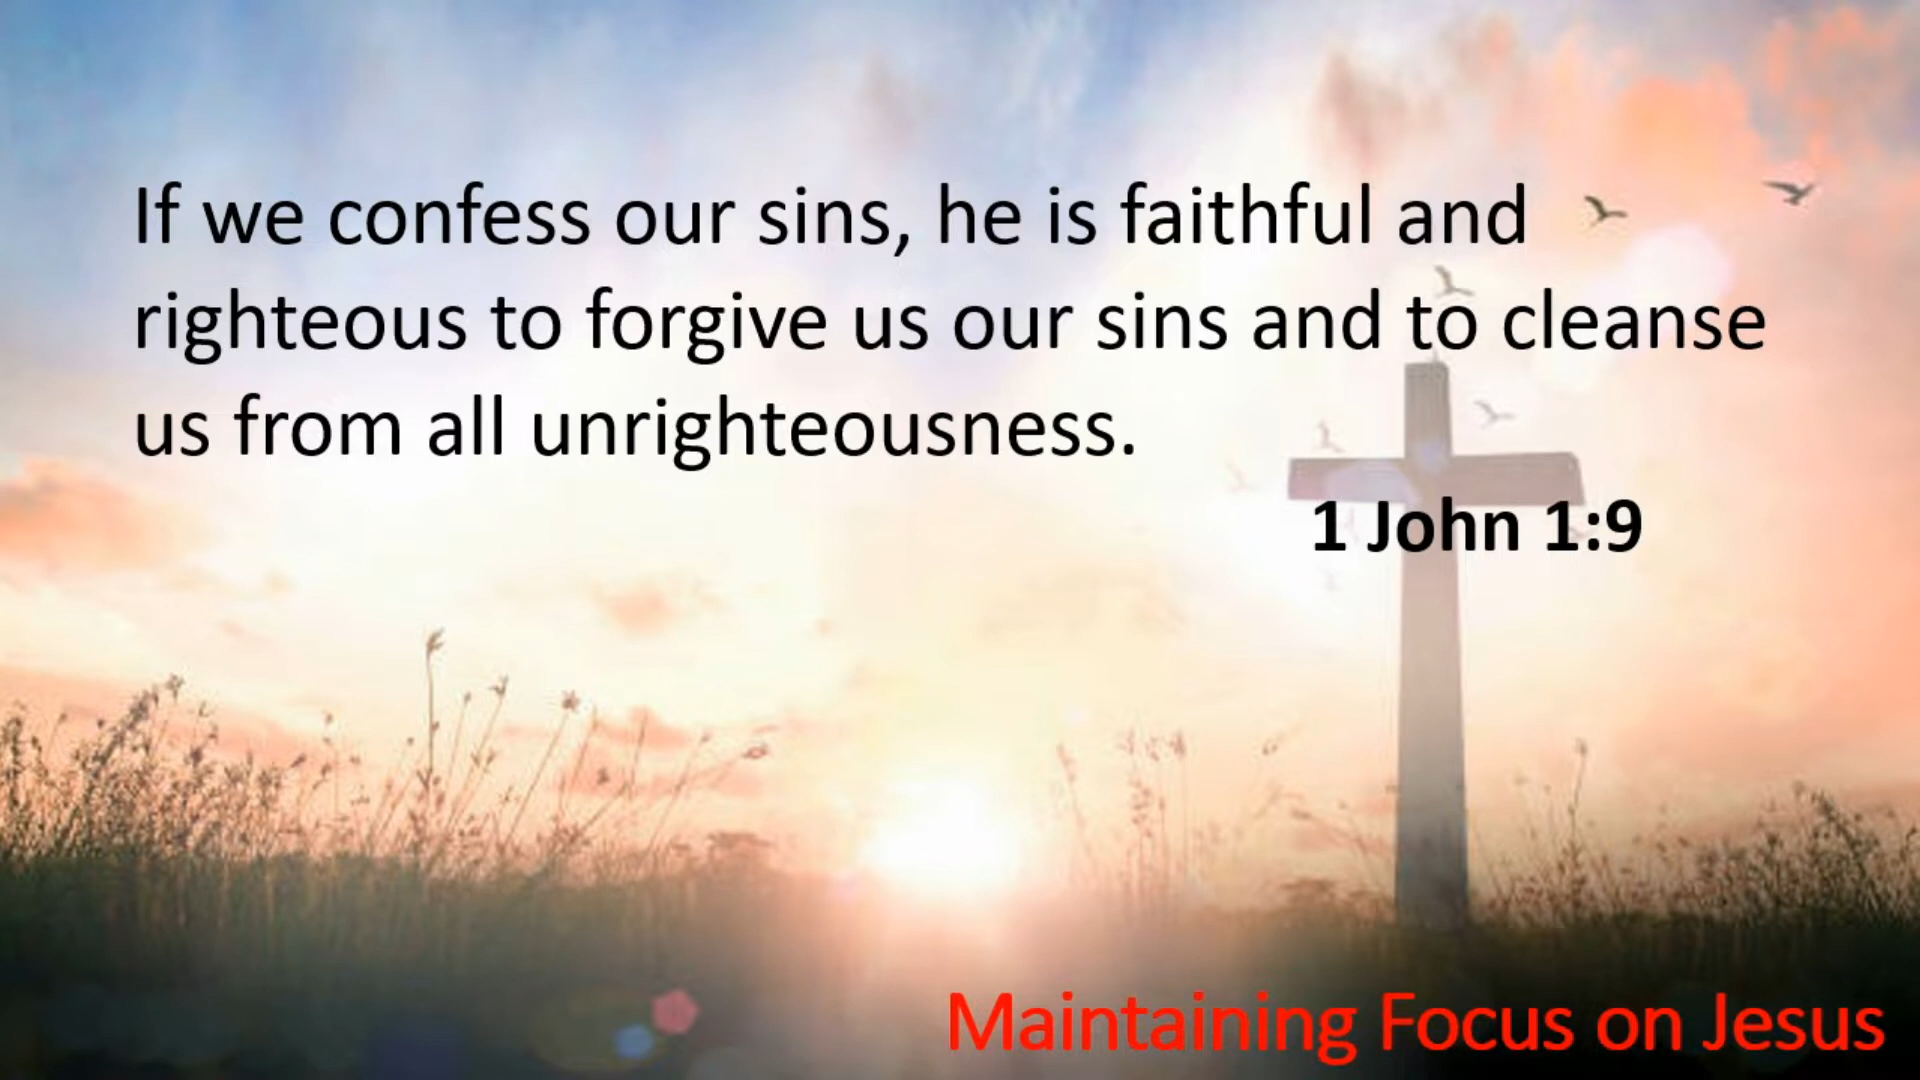 If we confess our sins, he is faithful and
righteous to forgive us our sins and to cleanse
us from all unrighteousness.
1 John 1:9
Maintaining Focus on Jesus